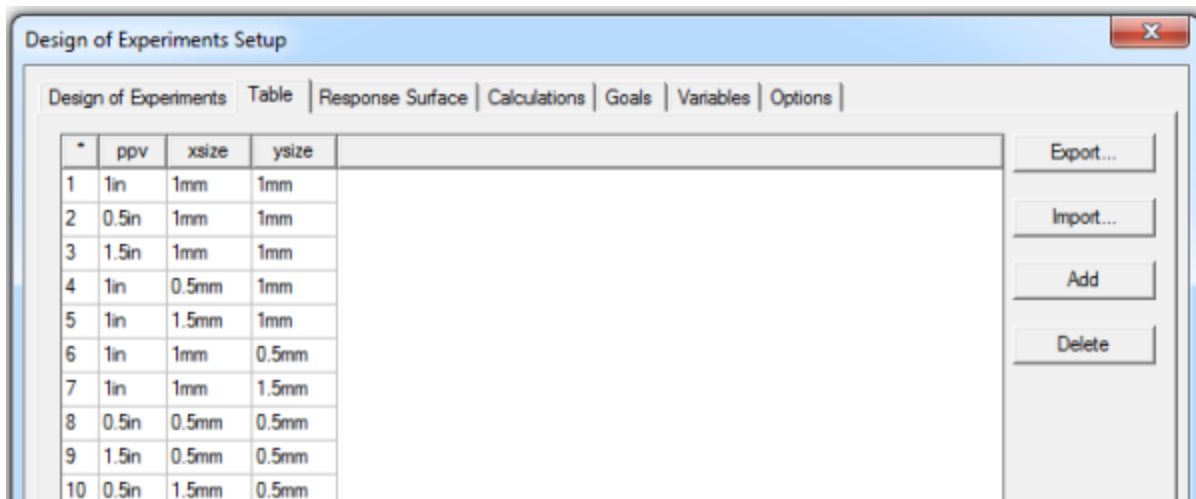 Design of Experiments Setup
x
Design of Experiments Table Response Surface Calculations Goals Variables Options
* ppv xsize ysize
Export...
1 1in 1mm 1mm
2 0.5in 1mm 1mm
Import...
3 1.5in 1mm 1mm
4 1in 0.5mm 1mm
Add
5 1in 1.5mm 1mm
6 1in 1mm 0.5mm
Delete
7 1in 1mm 1.5mm
8 0.5in 0.5mm 0.5mm
9 1.5in 0.5mm 0.5mm
10 0.5in 1.5mm 0.5mm